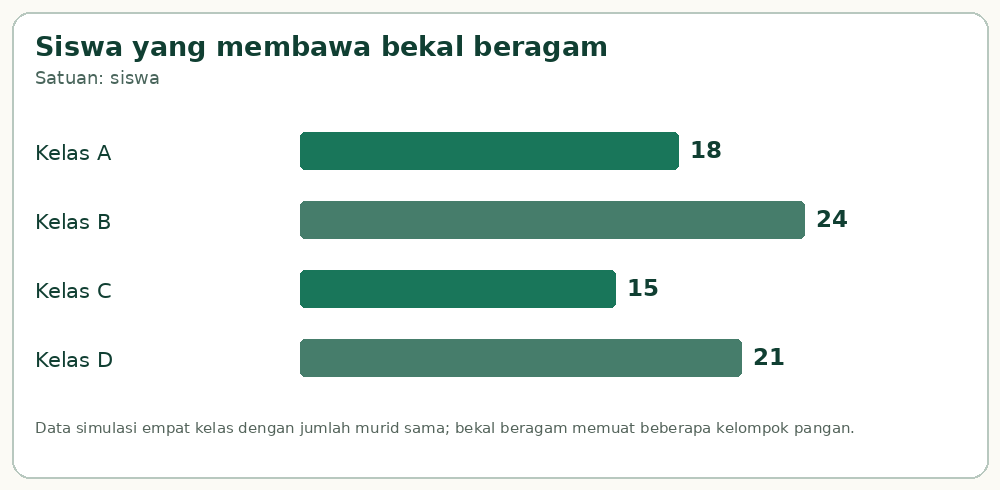 Siswa yang membawa bekal beragam
Satuan: siswa
Kelas A 18
Kelas B 24
Kelas C 15
Kelas D 21
Data simulasi empat kelas dengan jumlah murid sama; bekal beragam memuat beberapa kelompok pangan.